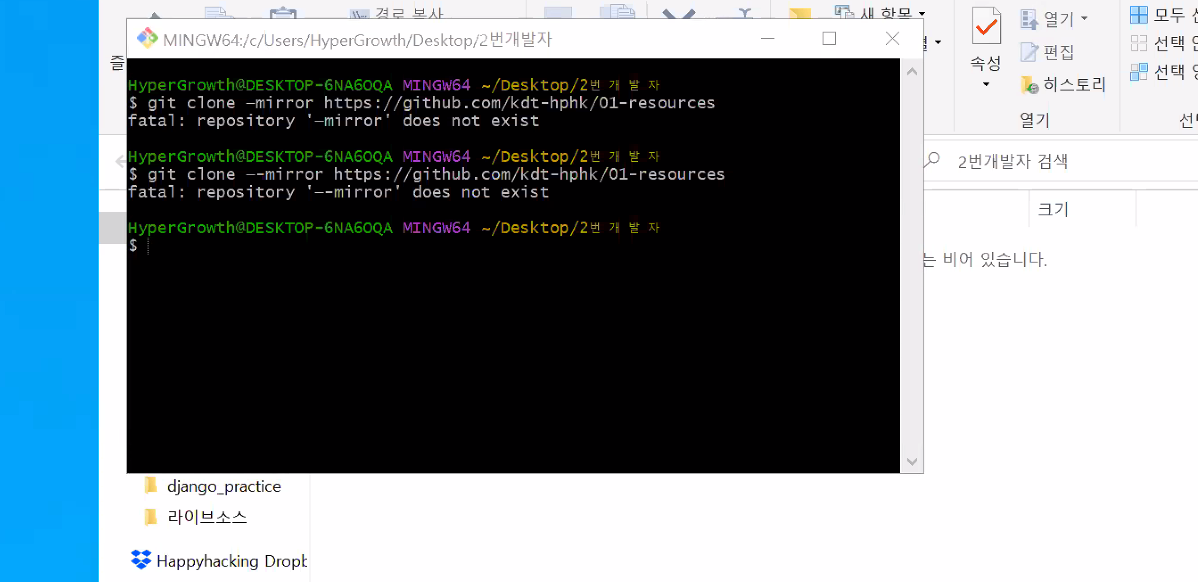 경로 복사
새 항목
모두 선
MINGW64:/c/Users/HyperGrowth/Desktop/2번개발자
열기
선택 안
즐
속성
편집
선택 영
히스토리
열기
선택
HyperGrowth@DESKTOP-6NA6OQA MINGW64 ~/Desktop/2번개발자
$ git clone –mirror https://github.com/kdt-hphk/01-resources
fatal: repository '–mirror' does not exist
HyperGrowth@DESKTOP-6NA6OQA MINGW64 ~/Desktop/2번개발자
$ git clone –-mirror https://github.com/kdt-hphk/01-resources
fatal: repository '–-mirror' does not exist
HyperGrowth@DESKTOP-6NA6OQA MINGW64 ~/Desktop/2번개발자
$
2번개발자 검색
크기
는 비어 있습니다.
django_practice
라이브소스
Happyhacking Dropb